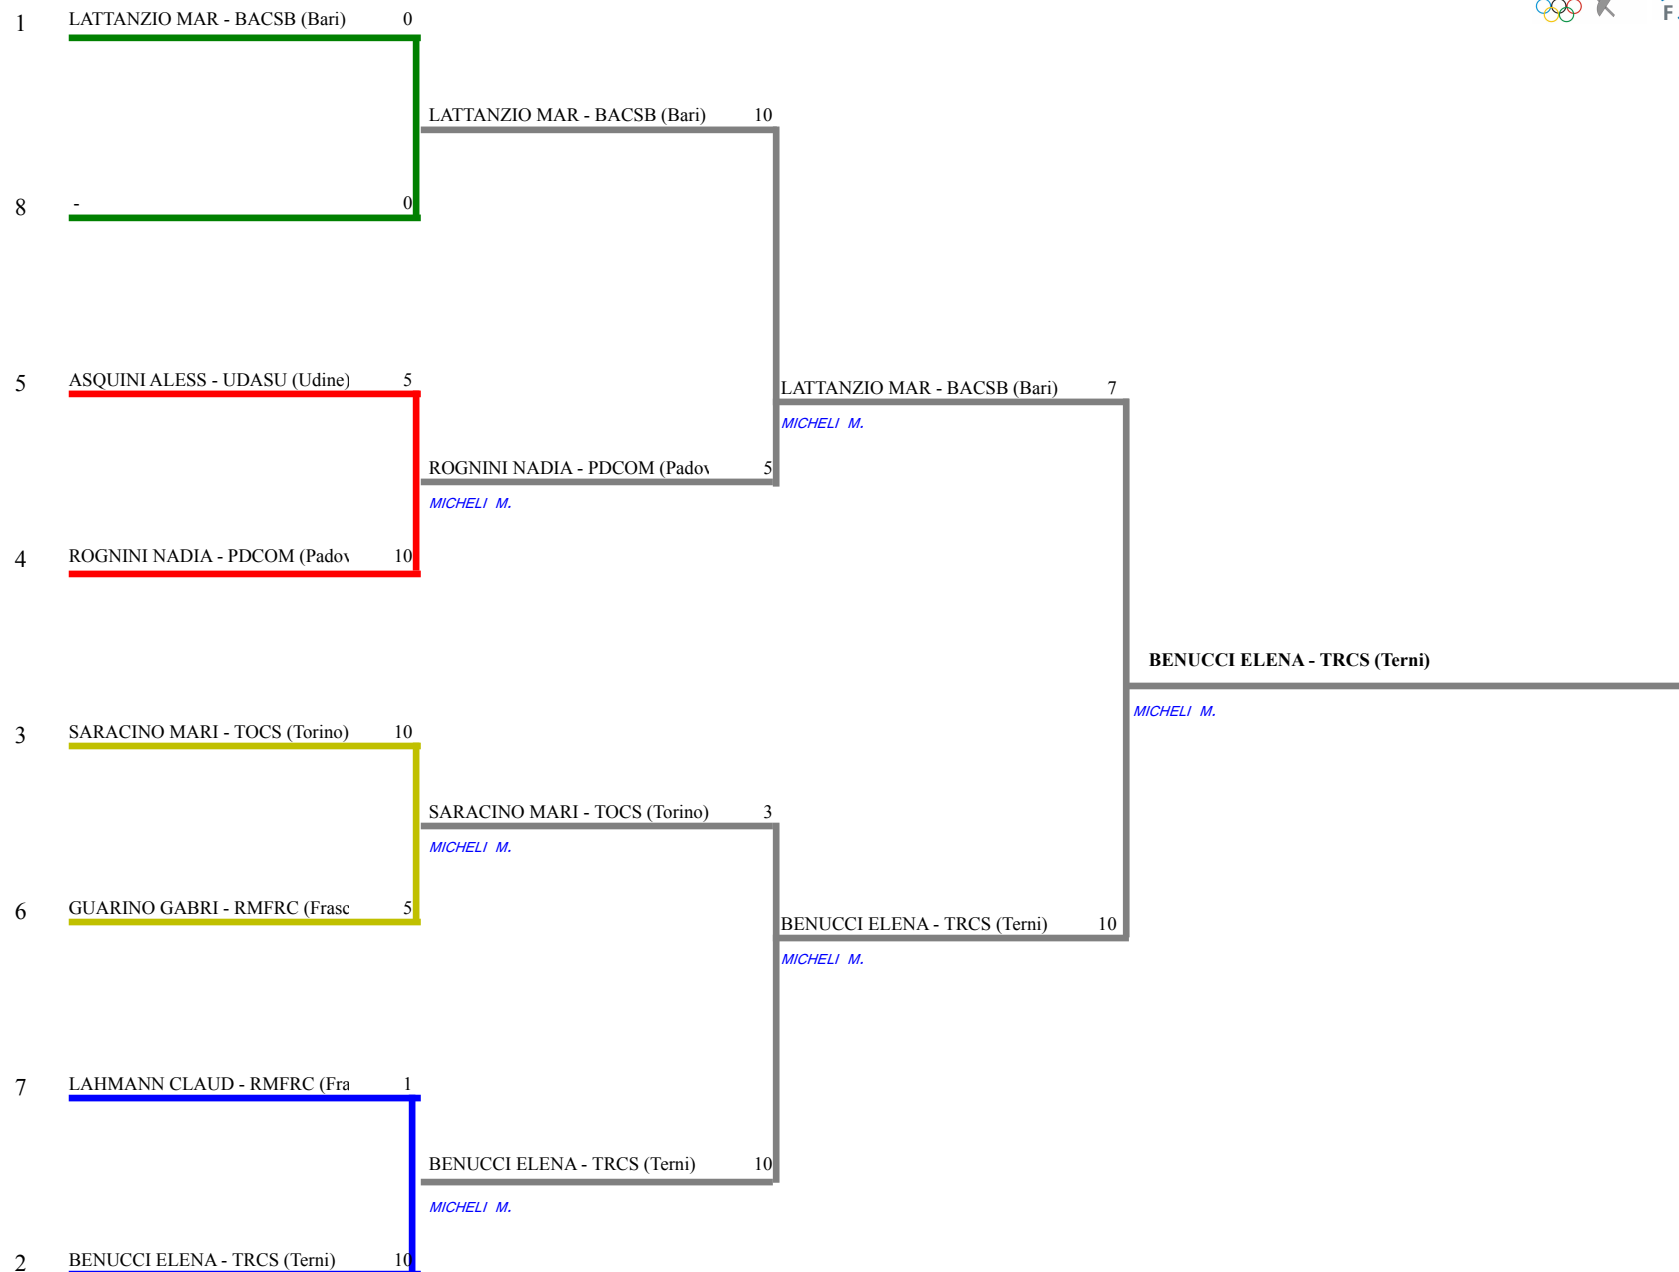 F
1 LATTANZIO MAR - BACSB (Bari) 0
LATTANZIO MAR - BACSB (Bari) 10
8 - 0
5 ASQUINI ALESS - UDASU (Udine) 5
LATTANZIO MAR - BACSB (Bari) 7
MICHELI M.
ROGNINI NADIA - PDCOM (Padov 5
MICHELI M.
4 ROGNINI NADIA - PDCOM (Padov 10
BENUCCI ELENA - TRCS (Terni)
MICHELI M.
3 SARACINO MARI - TOCS (Torino) 10
SARACINO MARI - TOCS (Torino) 3
MICHELI M.
6 GUARINO GABRI - RMFRC (Frasc 5
BENUCCI ELENA - TRCS (Terni) 10
MICHELI M.
7 LAHMANN CLAUD - RMFRC (Fra 1
BENUCCI ELENA - TRCS (Terni) 10
MICHELI M.
2 BENUCCI ELENA - TRCS (Terni) 10